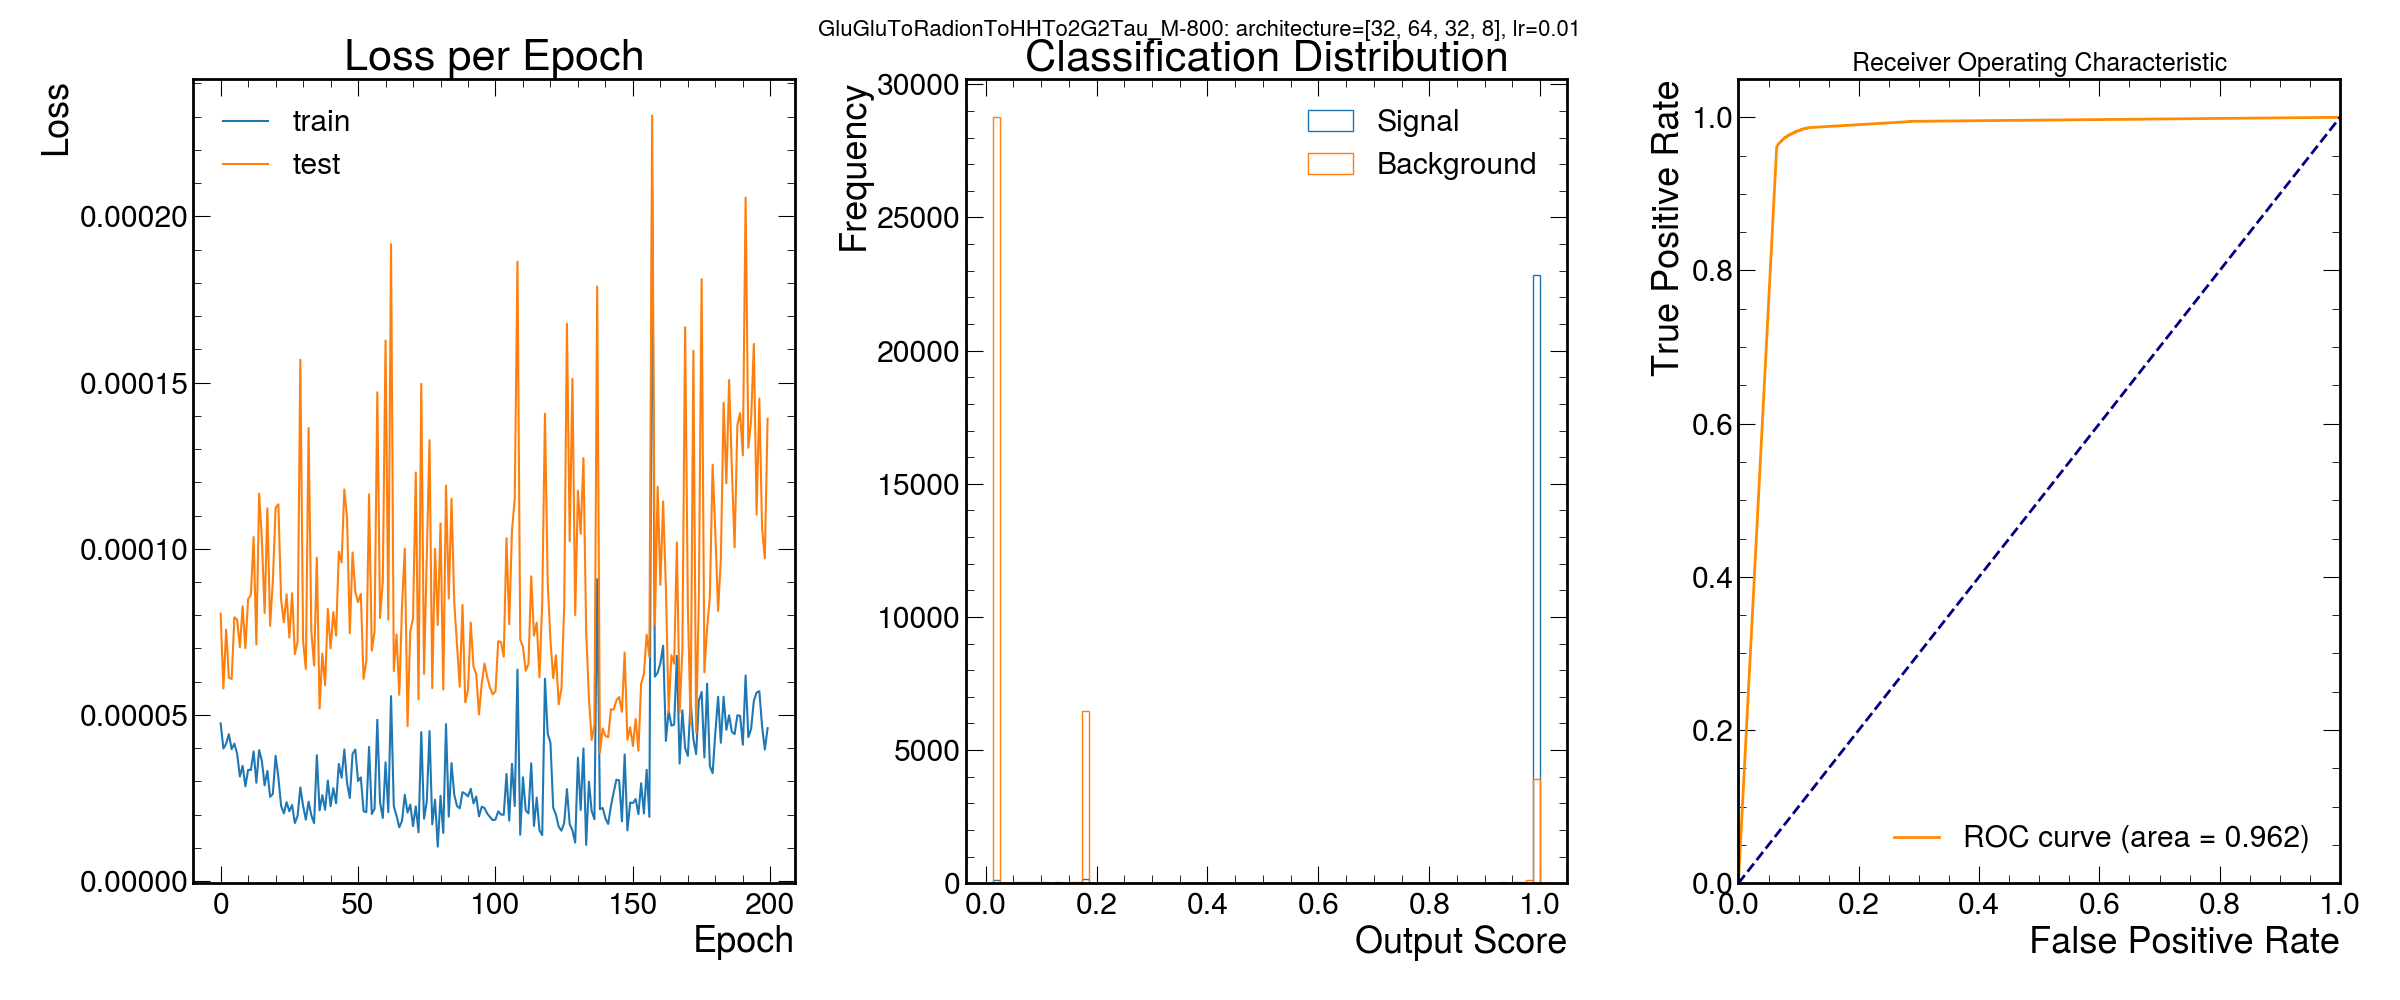 GluGluToRadionToHHTo2G2Tau_M-800: architecture=[32, 64, 32, 8], lr=0.01
Loss per Epoch
Loss
train
test
0.00020
0.00015
0.00010
0.00005
0.00000
0 50 100 150 200
Epoch
Classification Distribution
Frequency
Signal
Background
30000
25000
20000
15000
10000
5000
0
0.0 0.2 0.4 0.6 0.8 1.0
Output Score
Receiver Operating Characteristic
True Positive Rate
1.0
0.8
0.6
0.4
0.2
0.0
ROC curve (area = 0.962)
0.0 0.2 0.4 0.6 0.8 1.0
False Positive Rate